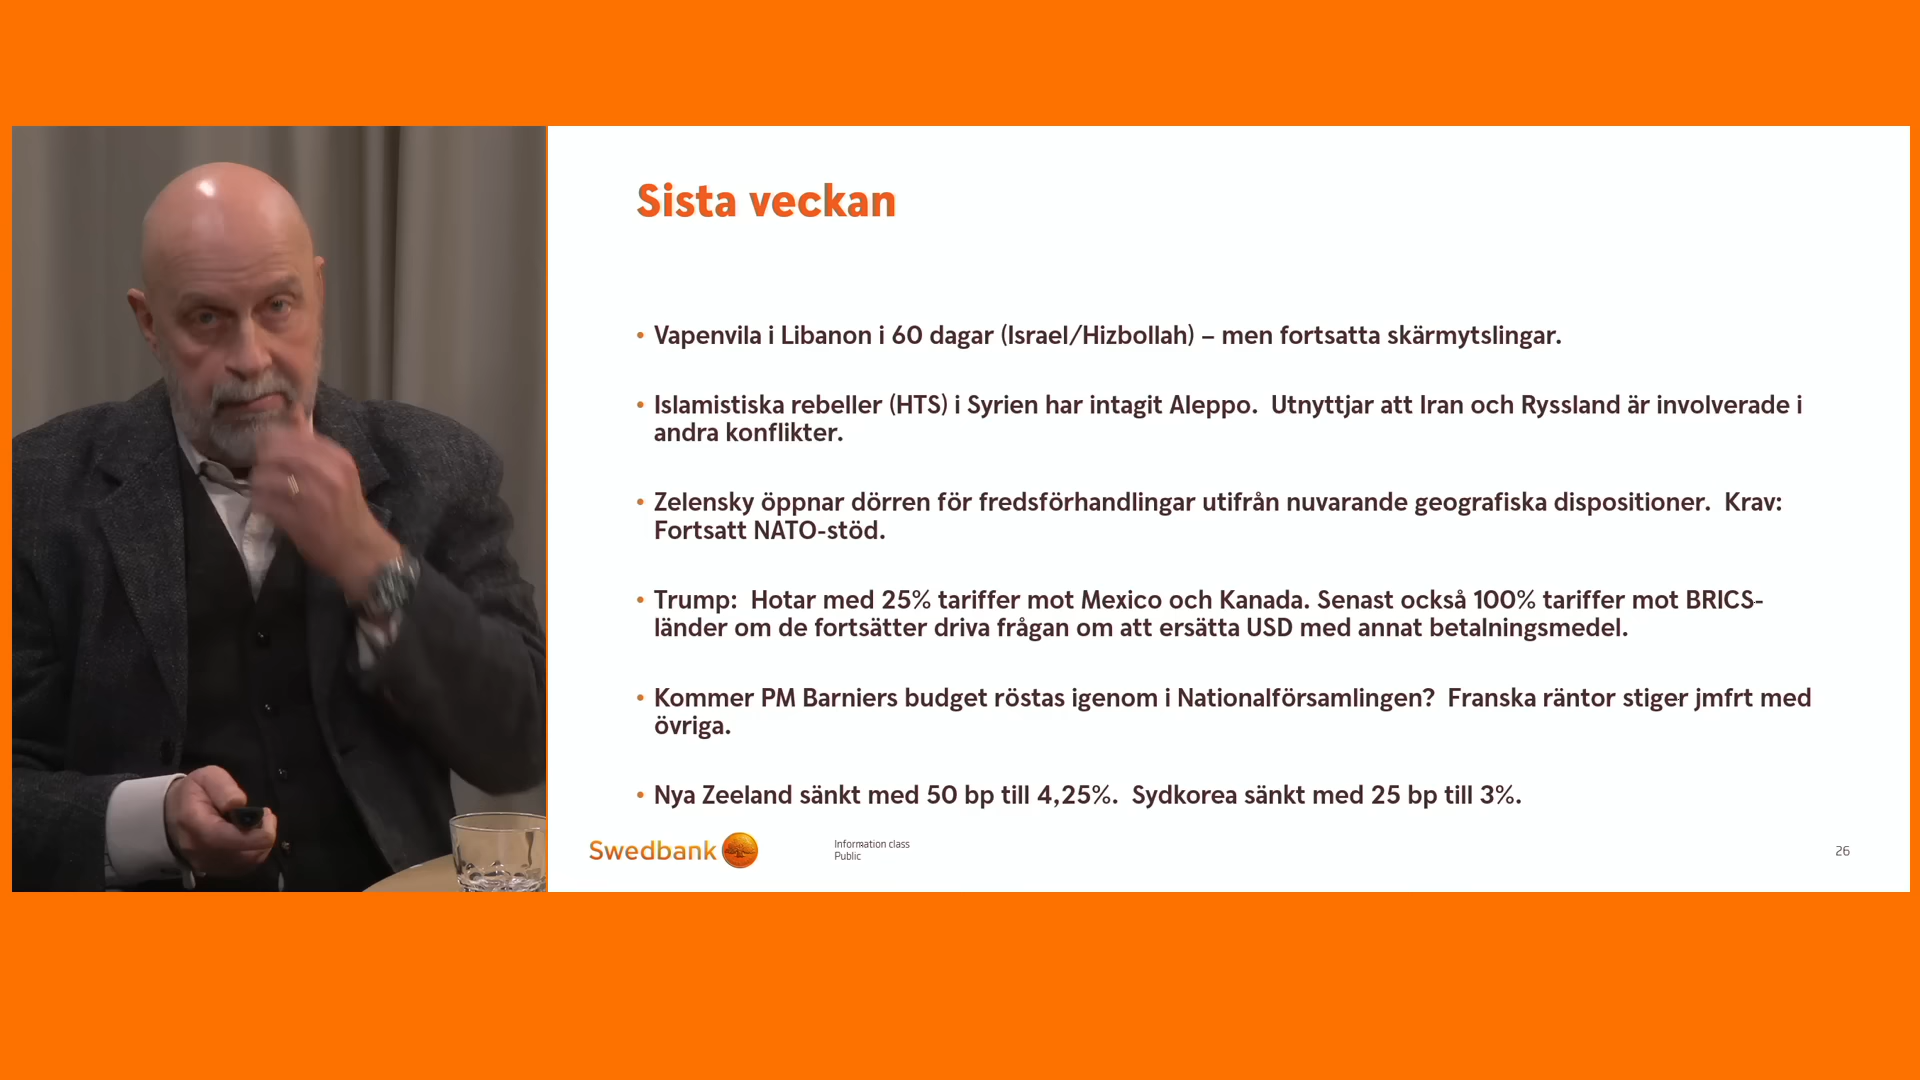 Sista veckan
• Vapenvila i Libanon i 60 dagar (Israel/Hizbollah) – men fortsatta skärmytslingar.
• Islamistiska rebeller (HTS) i Syrien har intagit Aleppo.  Utnyttjar att Iran och Ryssland är involverade i
andra konflikter.
• Zelensky öppnar dörren för fredsförhandlingar utifrån nuvarande geografiska dispositioner.  Krav:
Fortsatt NATO-stöd.
• Trump:  Hotar med 25% tariffer mot Mexico och Kanada. Senast också 100% tariffer mot BRICS-
länder om de fortsätter driva frågan om att ersätta USD med annat betalningsmedel.
• Kommer PM Barniers budget röstas igenom i Nationalförsamlingen?  Franska räntor stiger jmfrt med
övriga.
• Nya Zeeland sänkt med 50 bp till 4,25%.  Sydkorea sänkt med 25 bp till 3%.
Swedbank
Information class
Public
26